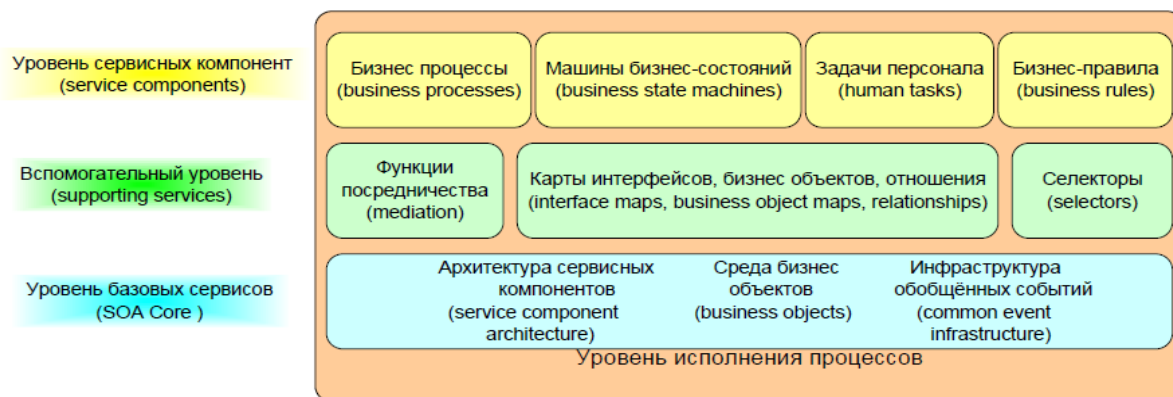 Уровень сервисных компонент
(service components)
Бизнес процессы
(business processes)
Машины бизнес-состояний
(business state machines)
Задачи персонала
(human tasks)
Бизнес-правила
(business rules)
Вспомогательный уровень
(supporting services)
Функции
посредничества
(mediation)
Карты интерфейсов, бизнес объектов, отношения
(interface maps, business object maps, relationships)
Селекторы
(selectors)
Уровень базовых сервисов
(SOA Core )
Архитектура сервисных
компонентов
(service component
architecture)
Среда бизнес
объектов
(business objects)
Инфраструктура
обобщённых событий
(common event
infrastructure)
Уровень исполнения процессов